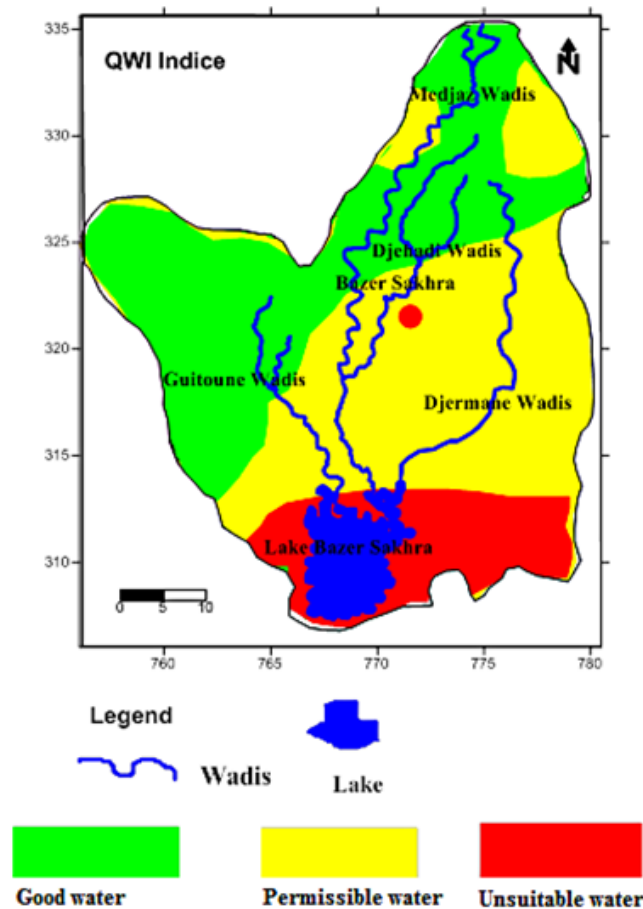 335
QWI Indice
N
Medjaz Wadis
330
325
Djehadi Wadis
Bazer Sakhra
320
Guitoune Wadis
Djermane Wadis
315
Lake Bazer Sakhra
310
0 5 10
760 765 770 775 780
Legend
Wadis
Lake
Good water
Permissible water
Unsuitable water